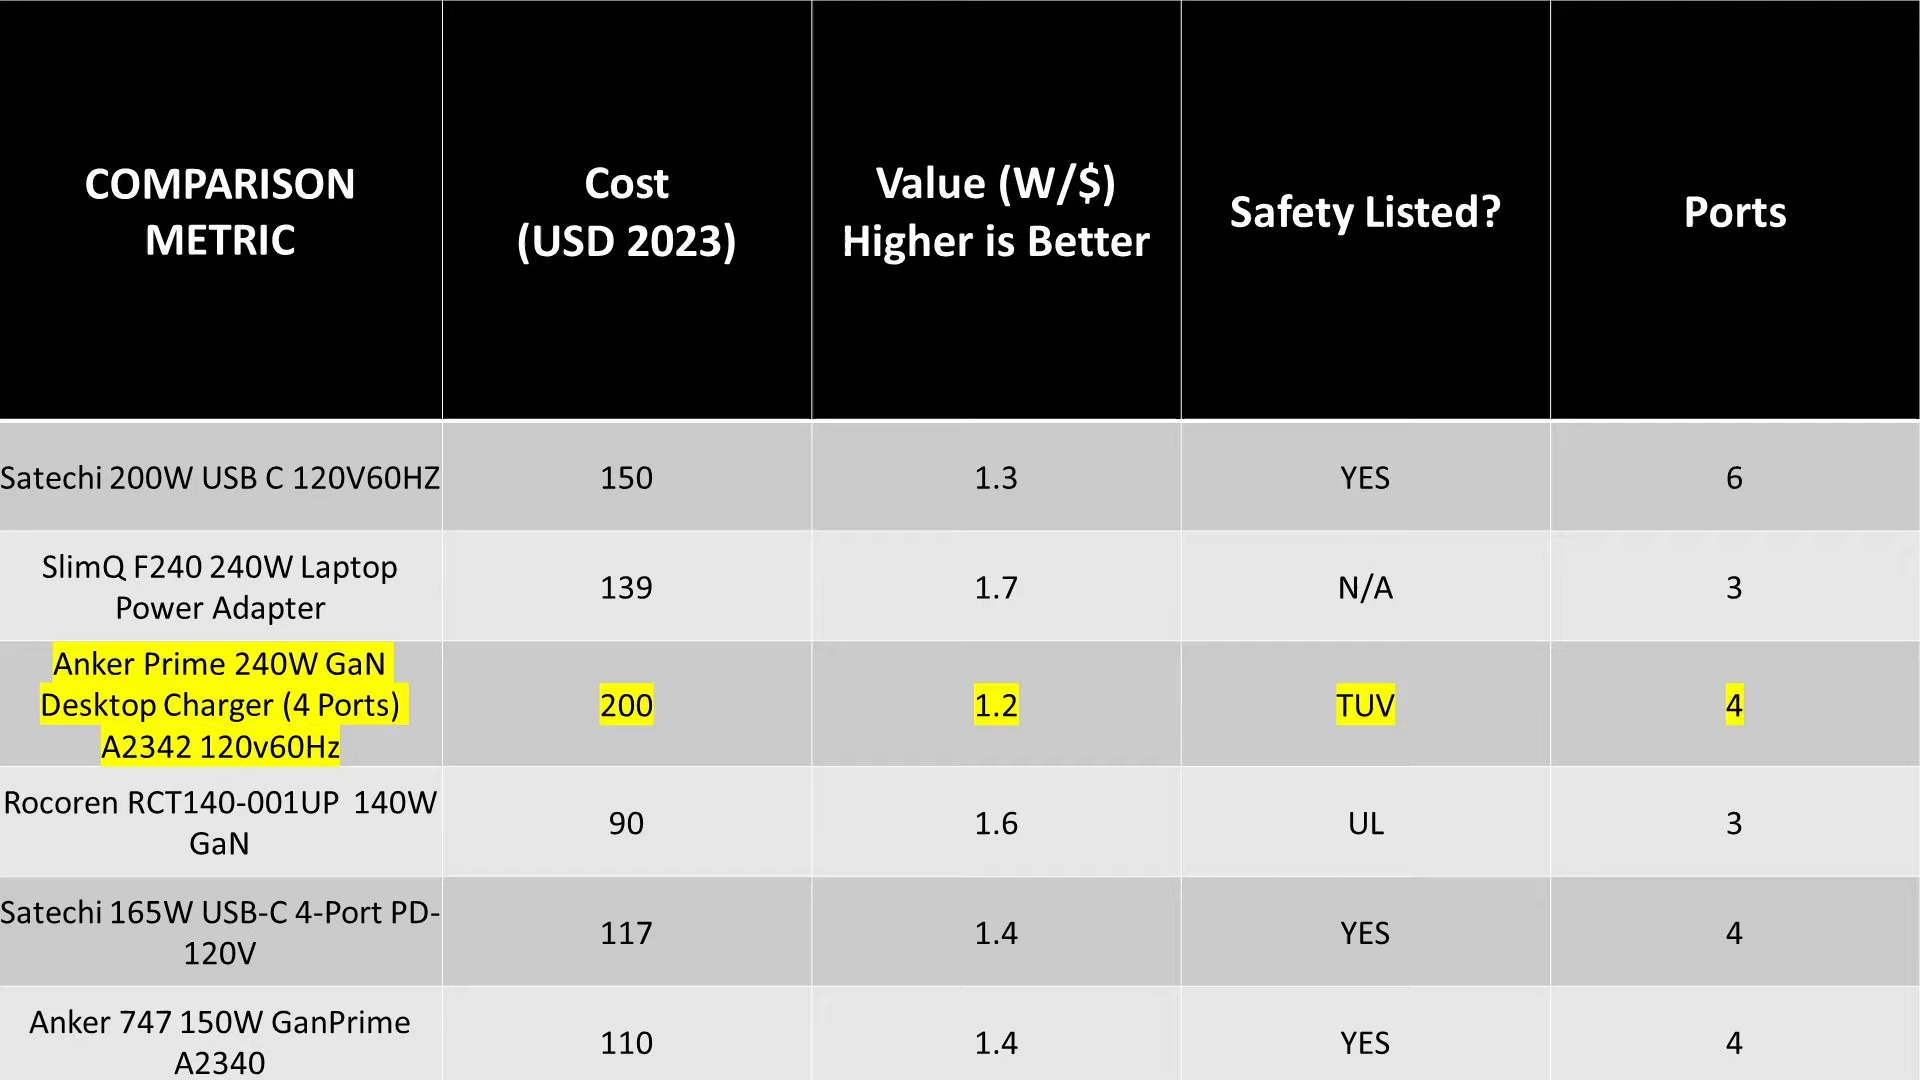 COMPARISON
METRIC
Cost
(USD 2023)
Value (W/$)
Higher is Better
Safety Listed?
Ports
Satechi 200W USB C 120V60HZ
150
1.3
YES
6
SlimQ F240 240W Laptop
Power Adapter
139
1.7
N/A
3
Anker Prime 240W GaN
Desktop Charger (4 Ports)
A2342 120v60Hz
200
1.2
TUV
4
Rocoren RCT140-001UP  140W
GaN
90
1.6
UL
3
Satechi 165W USB-C 4-Port PD-
120V
117
1.4
YES
4
Anker 747 150W GanPrime
A2340
110
1.4
YES
4